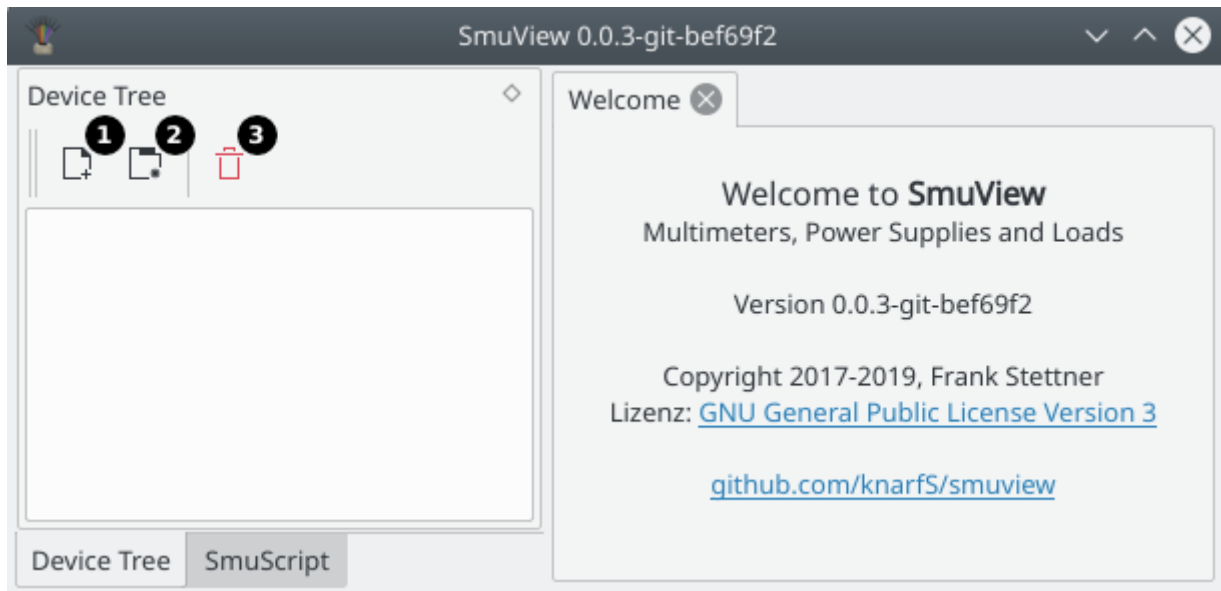 SmuView 0.0.3-git-bef69f2
Device Tree
1 2 3
Welcome
Welcome to SmuView
Multimeters, Power Supplies and Loads
Version 0.0.3-git-bef69f2
Copyright 2017-2019, Frank Stettner
Lizenz: GNU General Public License Version 3
github.com/knarfS/smuview
Device Tree SmuScript